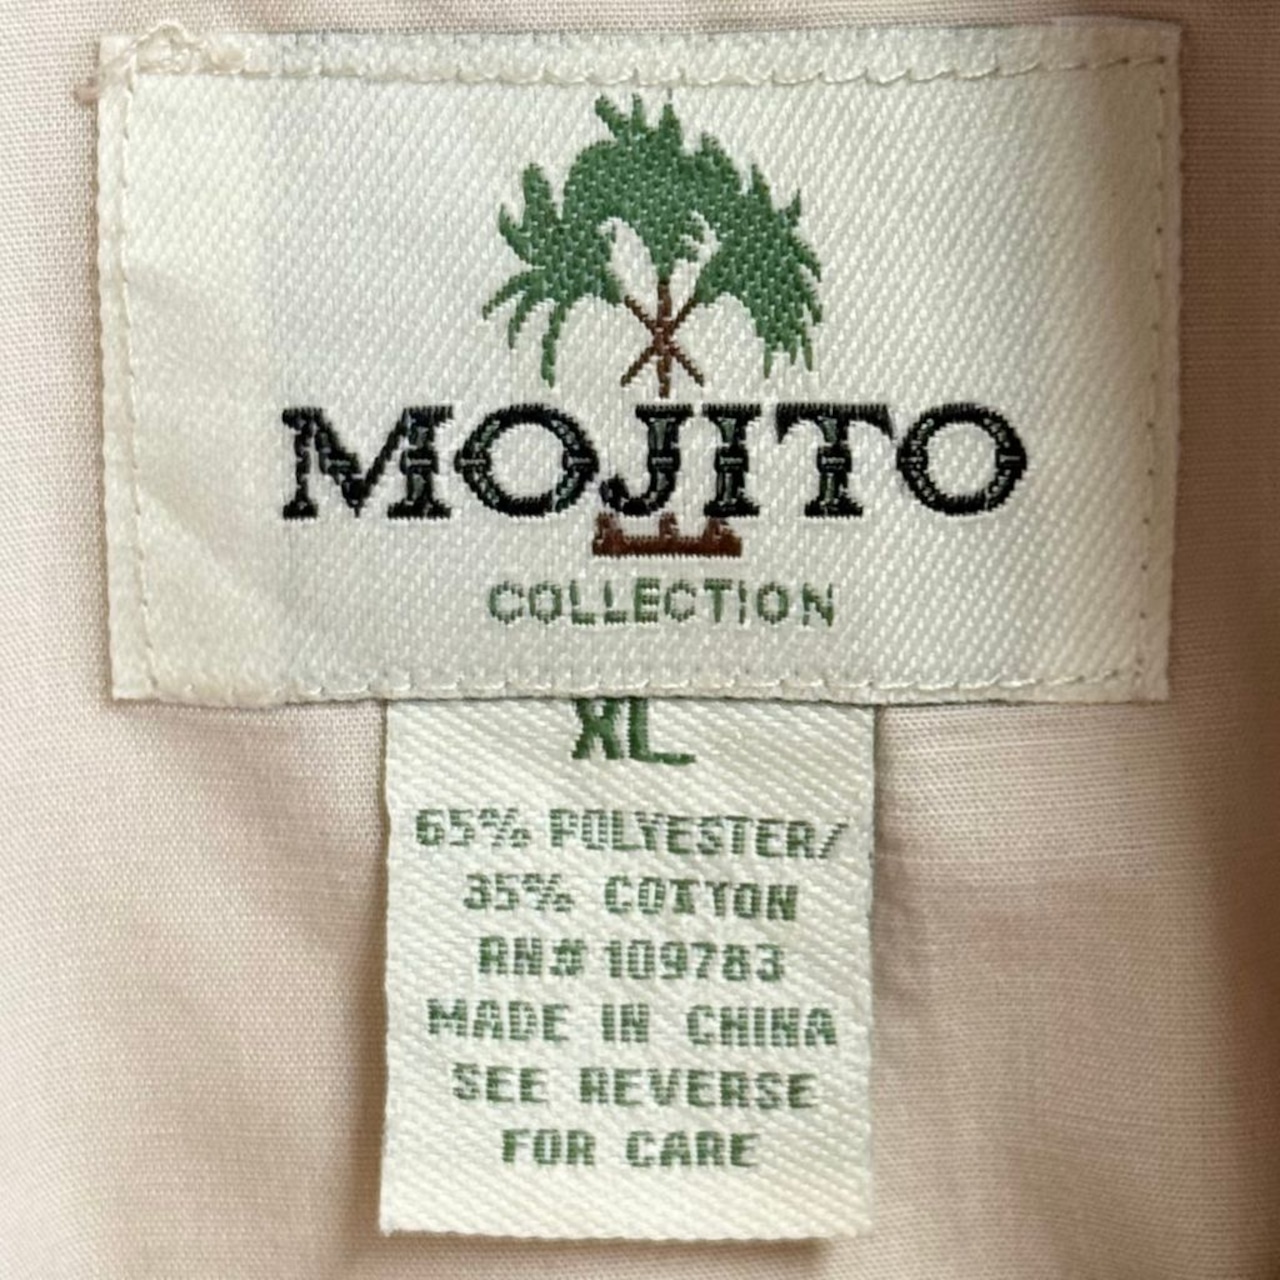 MOJITO
COLLECTION
XL
65% POLYESTER/
35% COTTON
RN# 109783
MADE IN CHINA
SEE REVERSE
FOR CARE